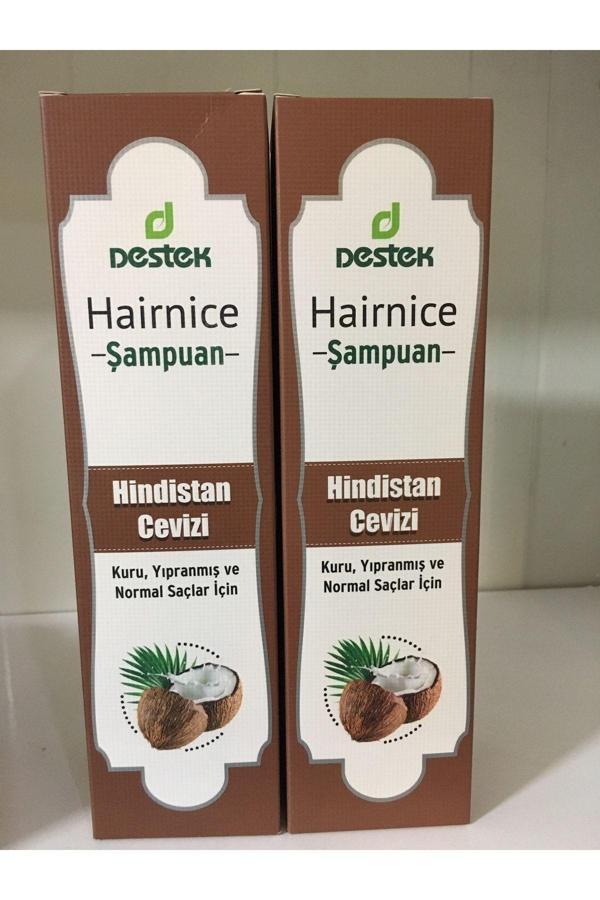 Destek
Hairnice
–Şampuan–
Hindistan
Cevizi
Kuru, Yıpranmış ve
Normal Saçlar İçin
Destek
Hairnice
–Şampuan–
Hindistan
Cevizi
Kuru, Yıpranmış ve
Normal Saçlar İçin